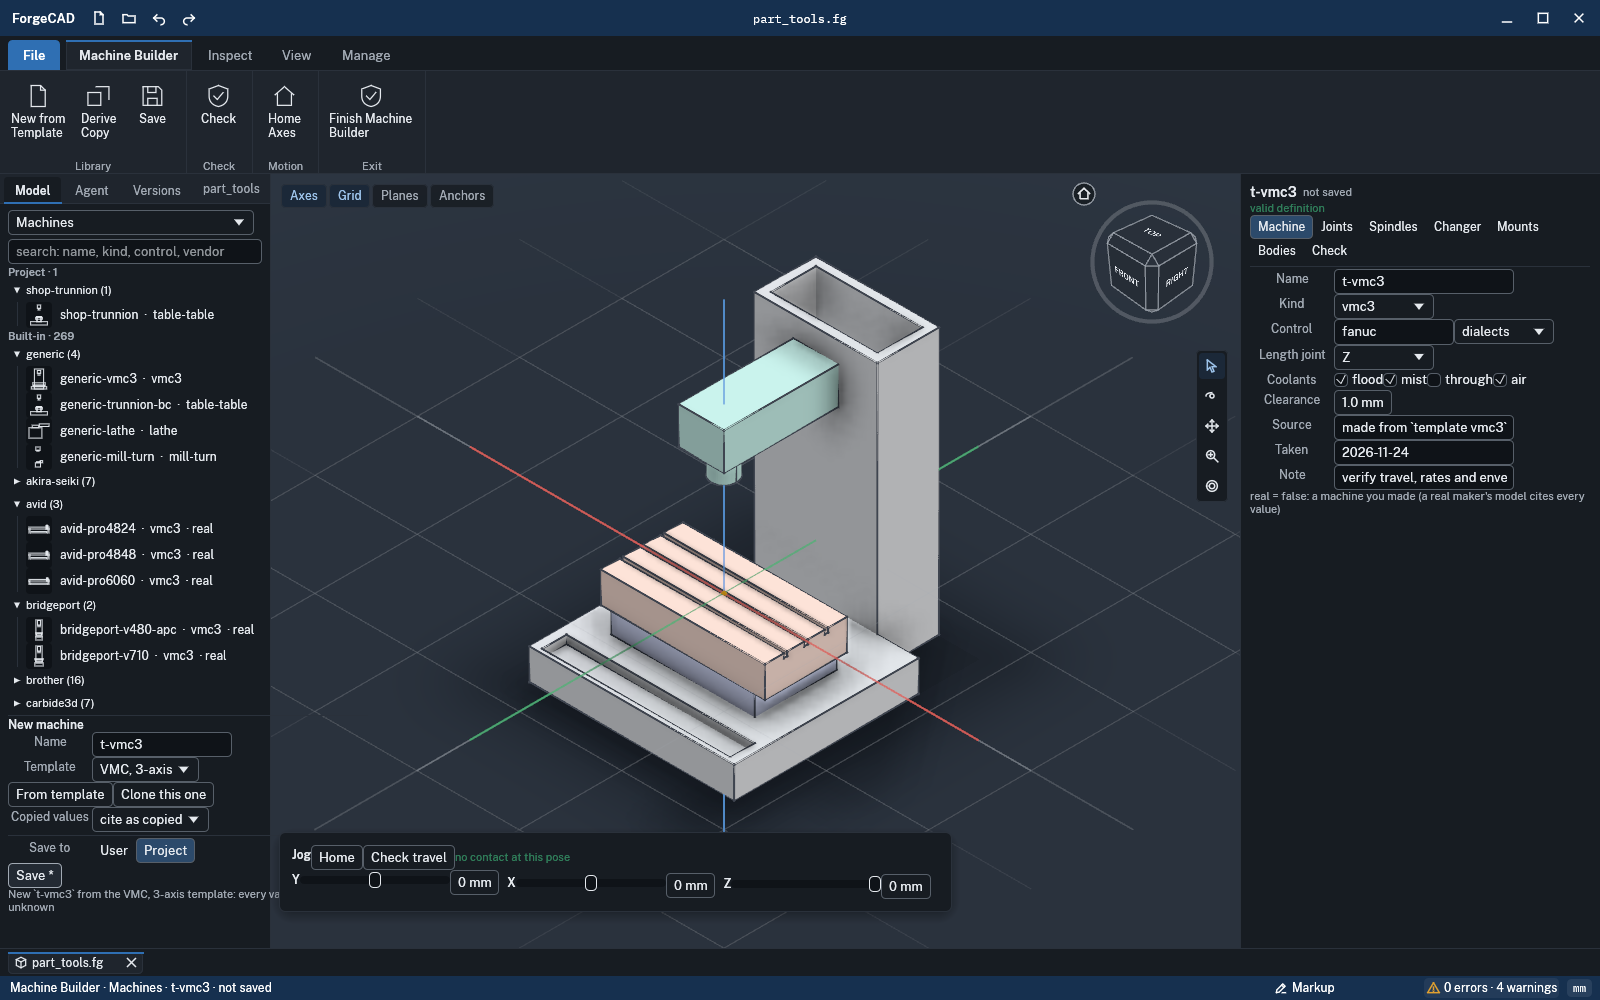 ForgeCAD
part_tools.fg
File
Machine Builder
Inspect
View
Manage
New from Template
Derive Copy
Save
Check
Home Axes
Finish Machine Builder
Library
Check
Motion
Exit
Model
Agent
Versions
part_tools
Machines
search: name, kind, control, vendor
Project · 1
shop-trunnion (1)
shop-trunnion · table-table
Built-in · 269
generic (4)
generic-vmc3 · vmc3
generic-trunnion-bc · table-table
generic-lathe · lathe
generic-mill-turn · mill-turn
akira-seiki (7)
avid (3)
avid-pro4824 · vmc3 · real
avid-pro4848 · vmc3 · real
avid-pro6060 · vmc3 · real
bridgeport (2)
bridgeport-v480-apc · vmc3 · real
bridgeport-v710 · vmc3 · real
brother (16)
carbide3d (7)
New machine
Name t-vmc3
Template VMC, 3-axis
From template Clone this one
Copied values cite as copied
Save to User Project
Save *
New `t-vmc3` from the VMC, 3-axis template: every va
unknown
Axes Grid Planes Anchors
TOP
FRONT
RIGHT
Jog Home Check travel no contact at this pose
Y 0 mm X 0 mm Z 0 mm
t-vmc3 not saved
valid definition
Machine Joints Spindles Changer Mounts
Bodies Check
Name t-vmc3
Kind vmc3
Control fanuc dialects
Length joint Z
Coolants flood mist through air
Clearance 1.0 mm
Source made from `template vmc3`
Taken 2026-11-24
Note verify travel, rates and enve
real = false: a machine you made (a real maker's model cites every
value)
part_tools.fg
Machine Builder · Machines · t-vmc3 · not saved
Markup
0 errors · 4 warnings
mm